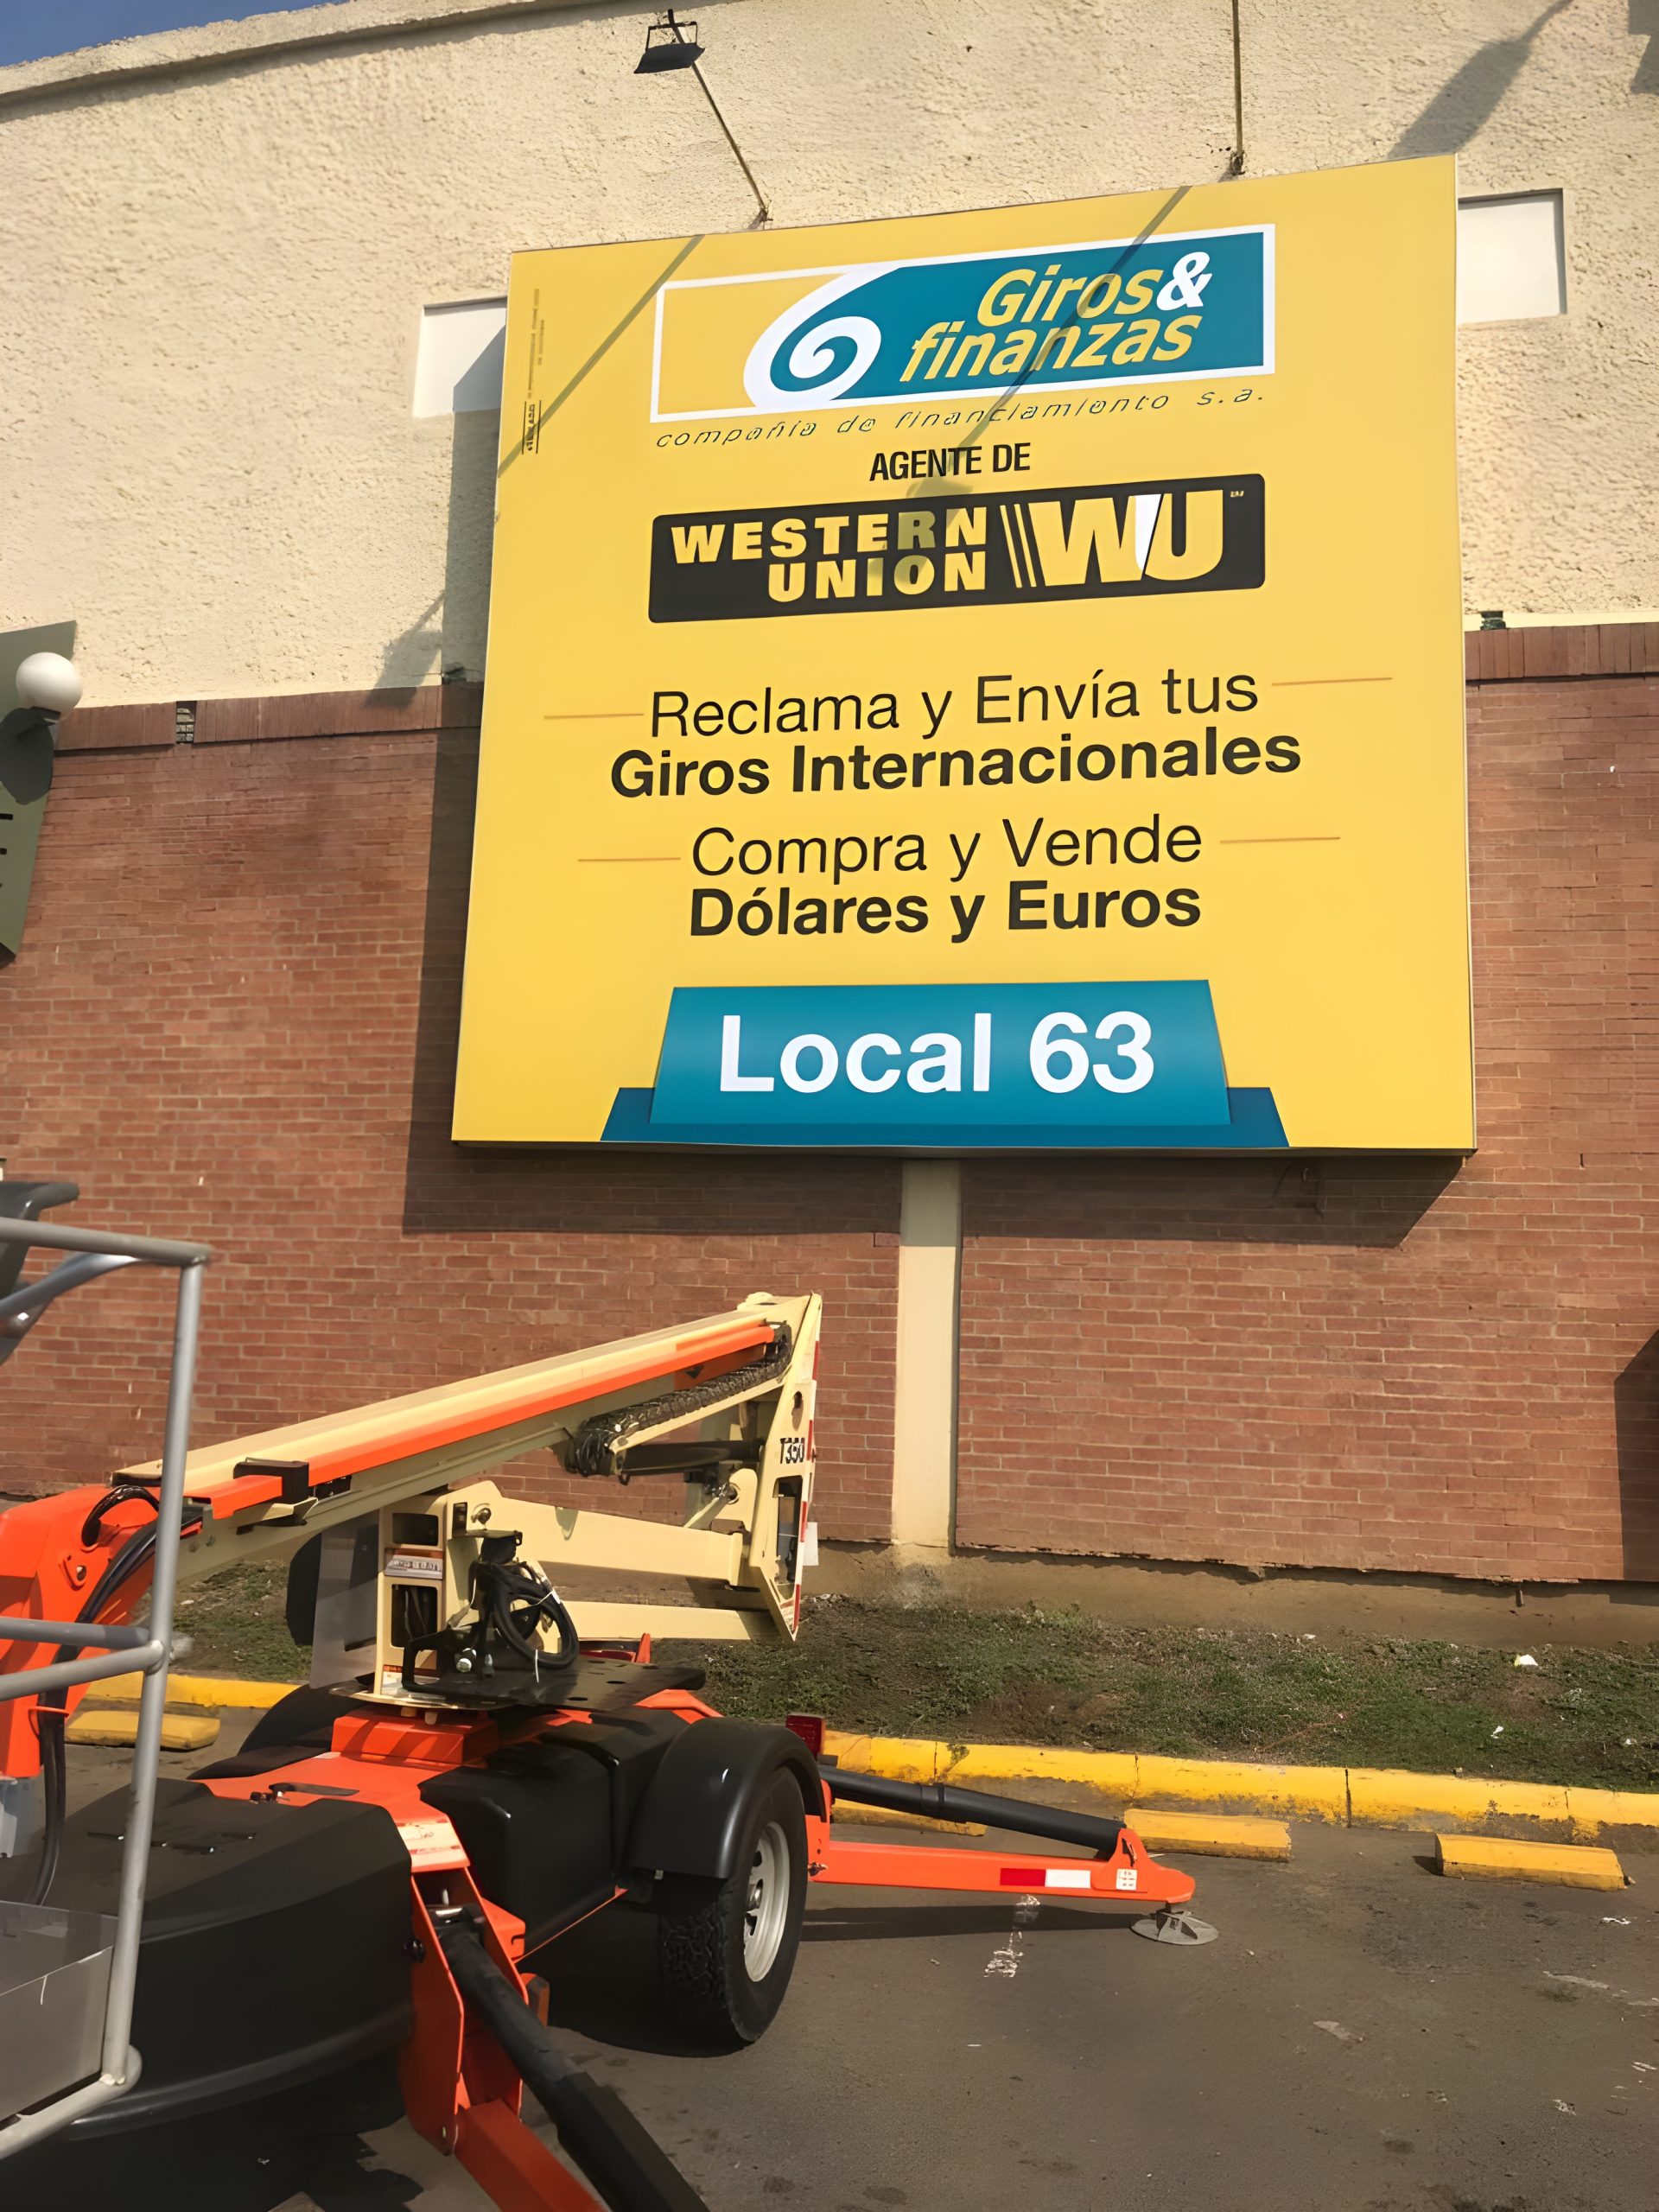 Giros&
finanzas
compañía de financiamiento s.a.
AGENTE DE
WESTERN
UNION
WU
Reclama y Envía tus
Giros Internacionales
Compra y Vende
Dólares y Euros
Local 63
T350